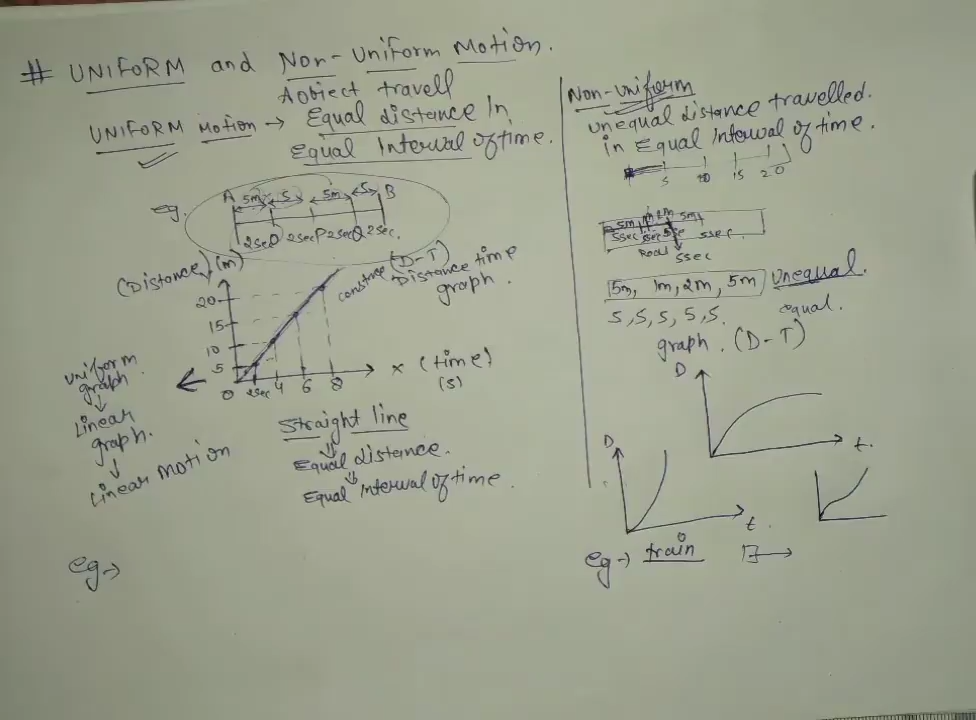 # UNIFORM and Non-Uniform Motion.
Aobject travell
UNIFORM Motion → Equal distance In
Equal Interval of time.
eg.
A 5m 5 5m 5 B
2sec 2sec P 2sec Q 2sec.
(Distance) (m)
20
15
10
5
0 2sec 4 6 8
x (time)
(s)
(D-T)
Distance time
graph.
uniform
graph.
↓
Linear
graph.
↓
Linear Motion
Straight line
Equal distance.
Equal Interval of time.
eg→
Non-uniform
unequal distance travelled.
in Equal Interval of time.
5 10 15 20
5m 1m 2m 5m
5sec 5sec 5se 5sec.
Road 5sec
5m, 1m, 2m, 5m Unequal.
5, 5, 5, 5, 5. equal.
graph. (D-T)
D
t.
D
t.
eg→ train